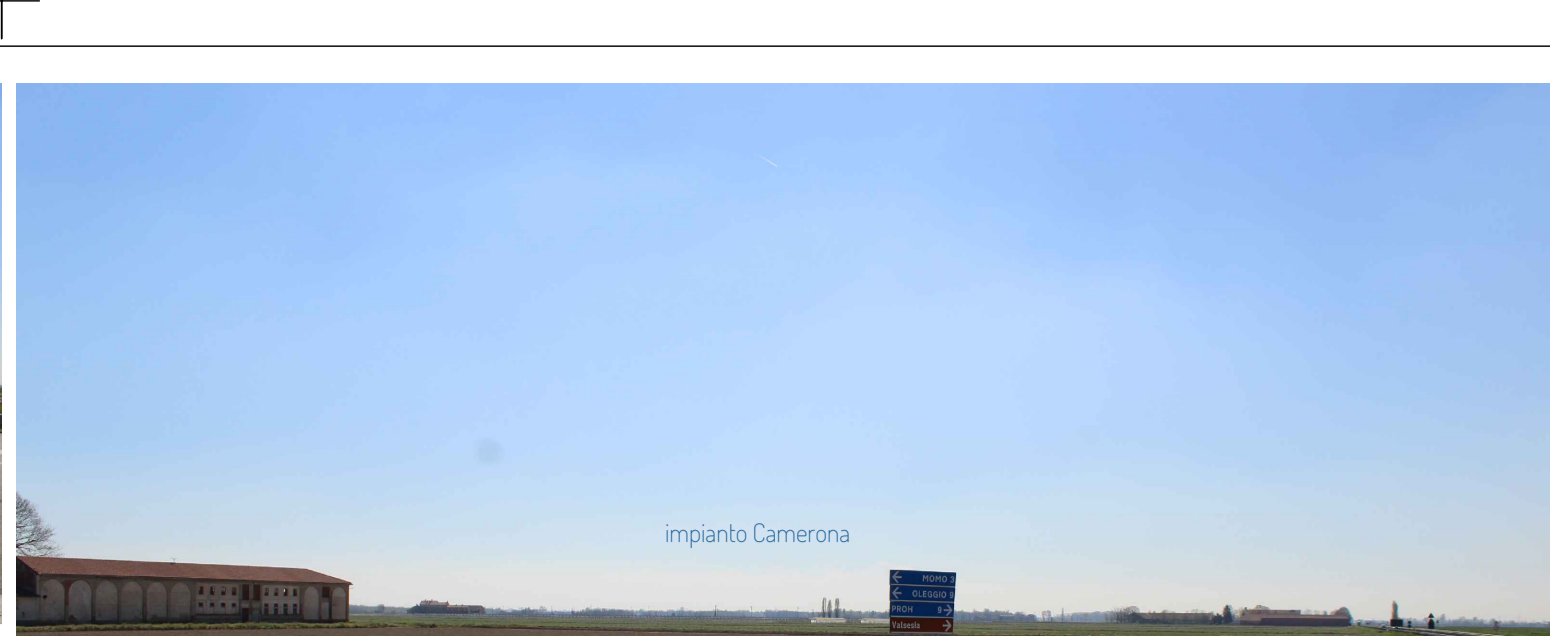 impianto Camerona
MOMO 3
OLEGGIO 9
PROH 9
Valsesia